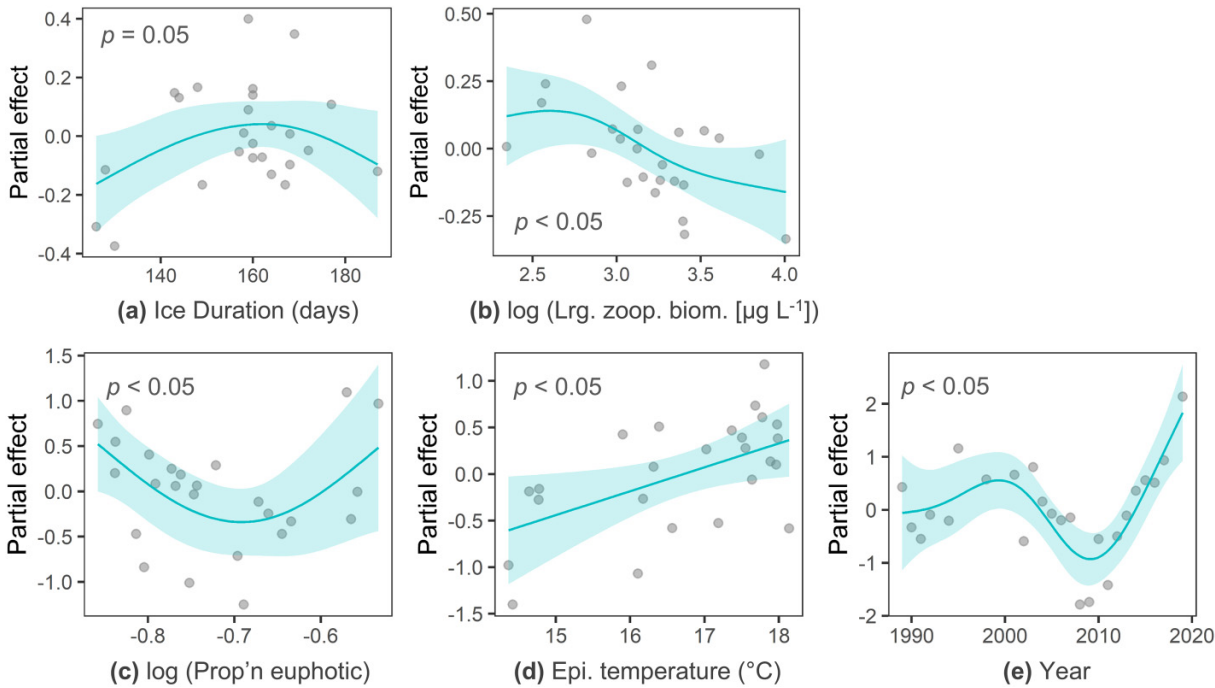 0.4
0.2
0.0
-0.2
0.4
Partial effect
p = 0.05
140 160 180
(a) Ice Duration (days)
0.50
0.25
0.00
-0.25
Partial effect
p < 0.05
2.5 3.0 3.5 4.0
(b) log (Lrg. zoop. biom. [µg L⁻¹])
1.5
1.0
0.5
0.0
-0.5
-1.0
Partial effect
p < 0.05
-0.8 -0.7 -0.6
(c) log (Prop’n euphotic)
1.0
0.5
0.0
-0.5
-1.0
-1.5
Partial effect
p < 0.05
15 16 17 18
(d) Epi. temperature (°C)
2
1
0
-1
-2
Partial effect
p < 0.05
1990 2000 2010 2020
(e) Year